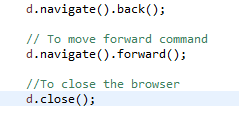 d.navigate().back();
// To move forward command
d.navigate().forward();
//To close the browser
d.close();